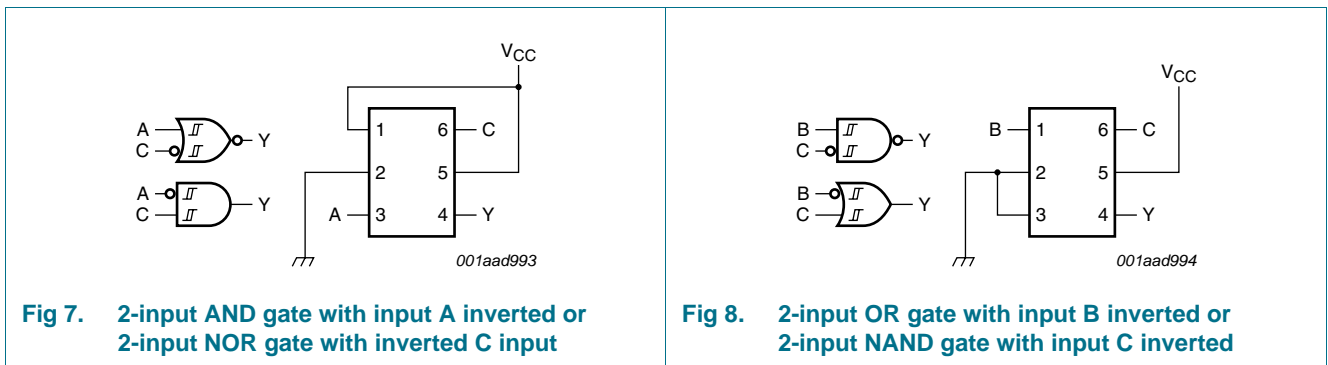 V_CC
A
C
Y
A
C
Y
1
6
C
2
5
A
3
4
Y
001aad993
Fig 7. 2-input AND gate with input A inverted or
2-input NOR gate with inverted C input
V_CC
B
C
Y
B
C
Y
B
1
6
C
2
5
3
4
Y
001aad994
Fig 8. 2-input OR gate with input B inverted or
2-input NAND gate with input C inverted